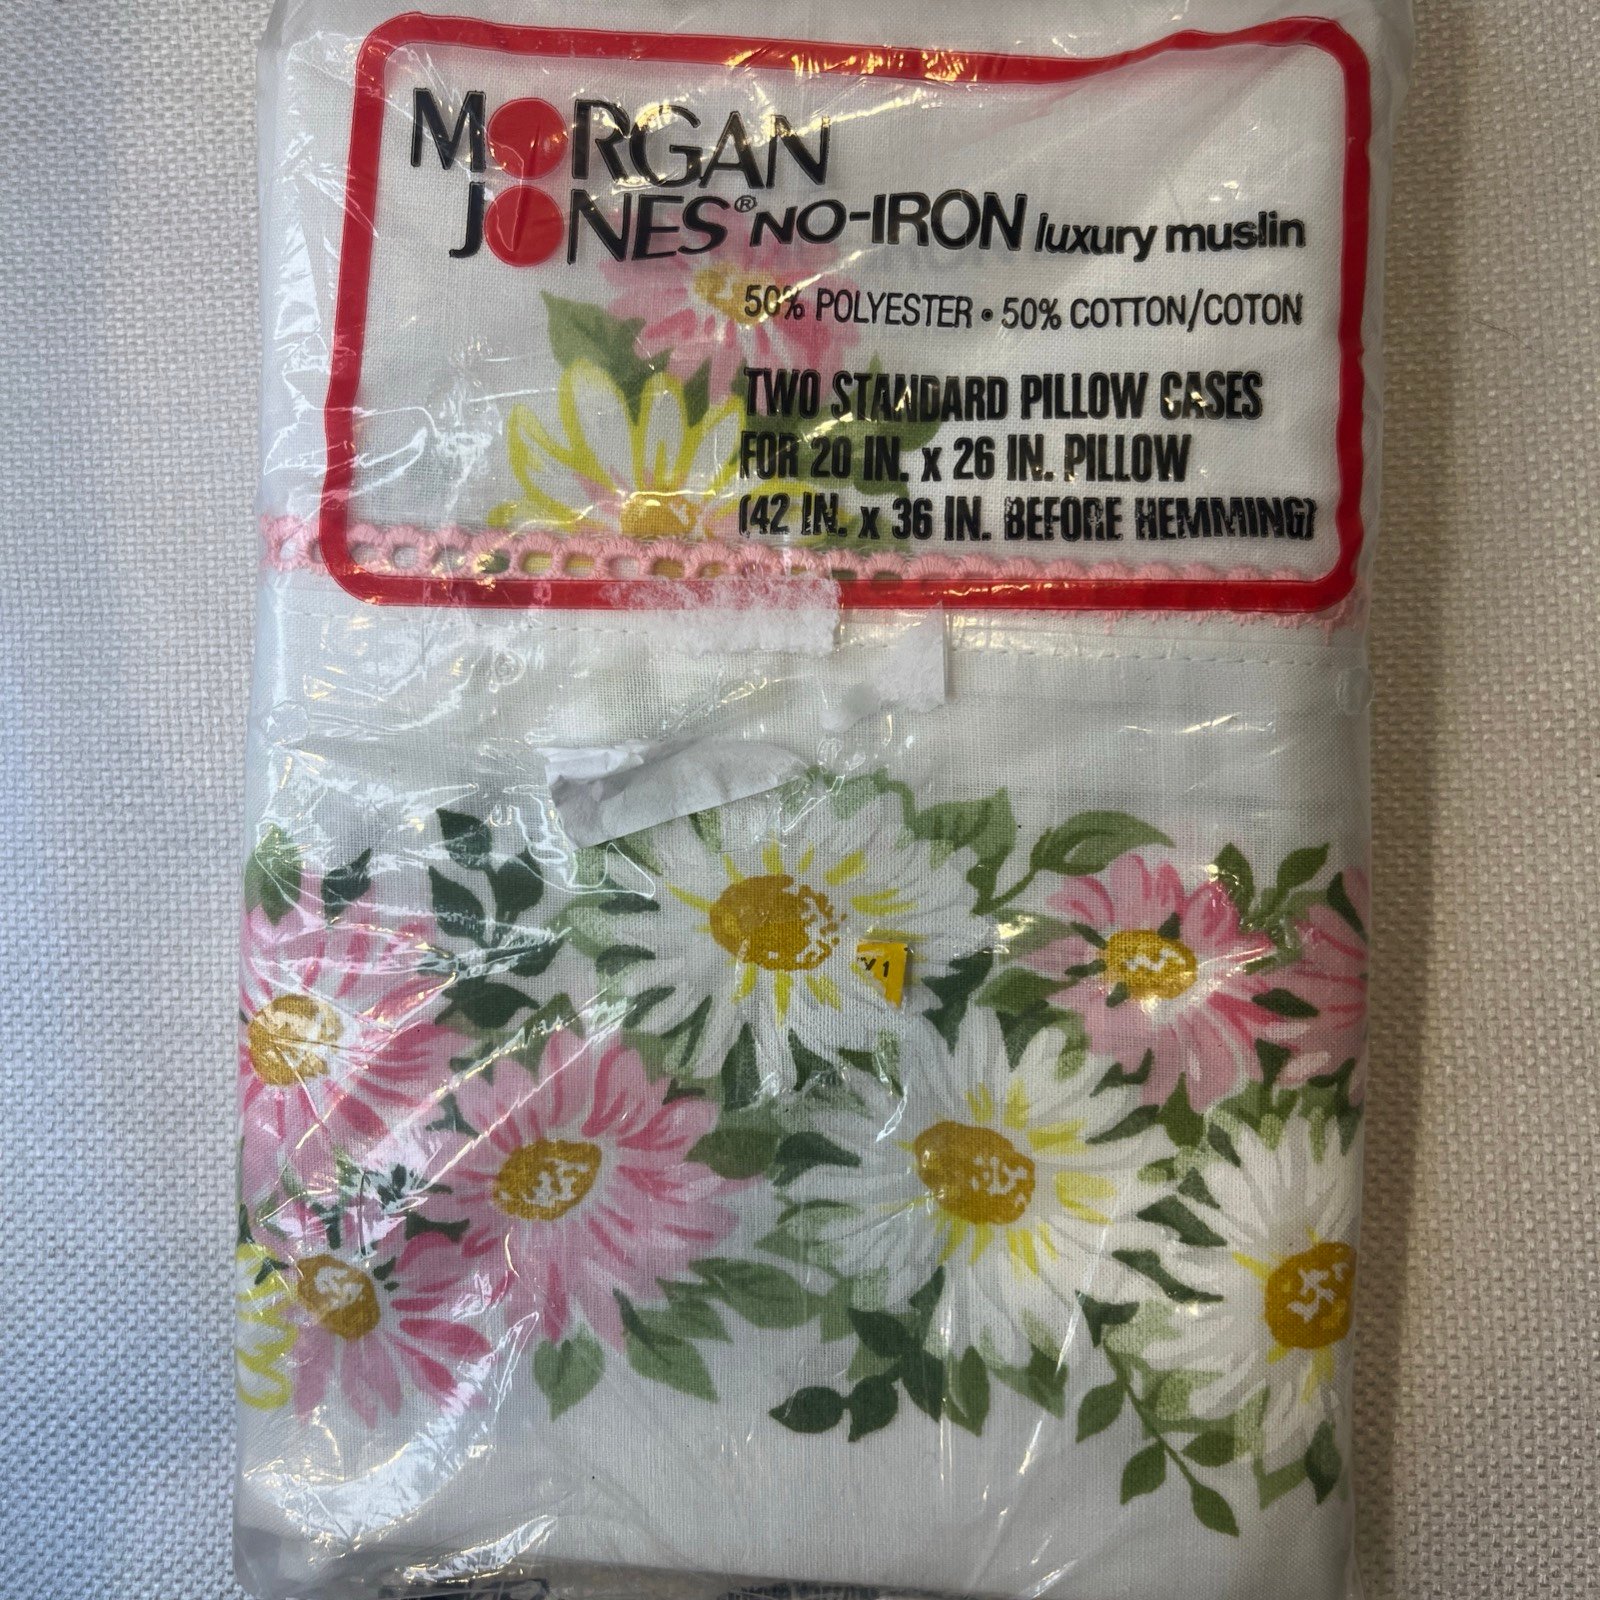 MORGAN
JONES® NO-IRON luxury muslin
50% POLYESTER • 50% COTTON/COTON
TWO STANDARD PILLOW CASES
FOR 20 IN. x 26 IN. PILLOW
(42 IN. x 36 IN. BEFORE HEMMING)
1